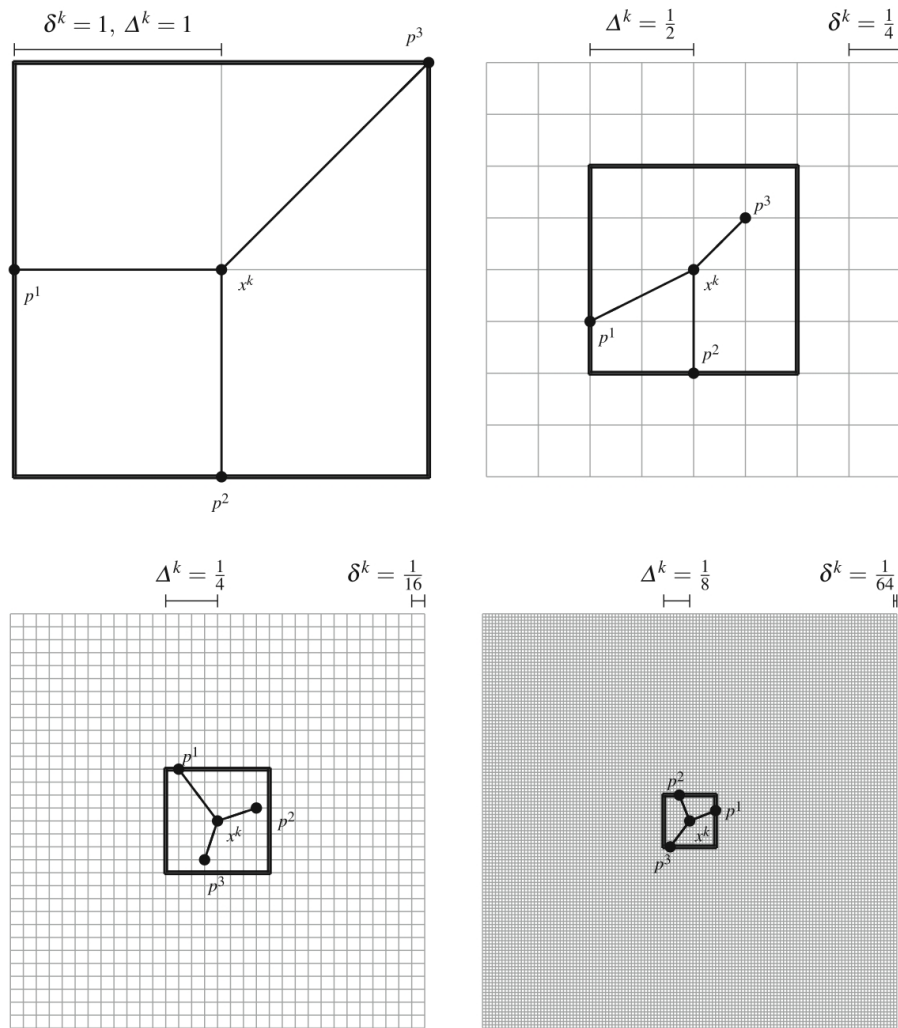 δ^k = 1, Δ^k = 1
p^3
x^k
p^1
p^2
Δ^k = 1/2
δ^k = 1/4
p^3
x^k
p^1
p^2
Δ^k = 1/4
δ^k = 1/16
p^1
p^2
x^k
p^3
Δ^k = 1/8
δ^k = 1/64
p^2
p^1
x^k
p^3